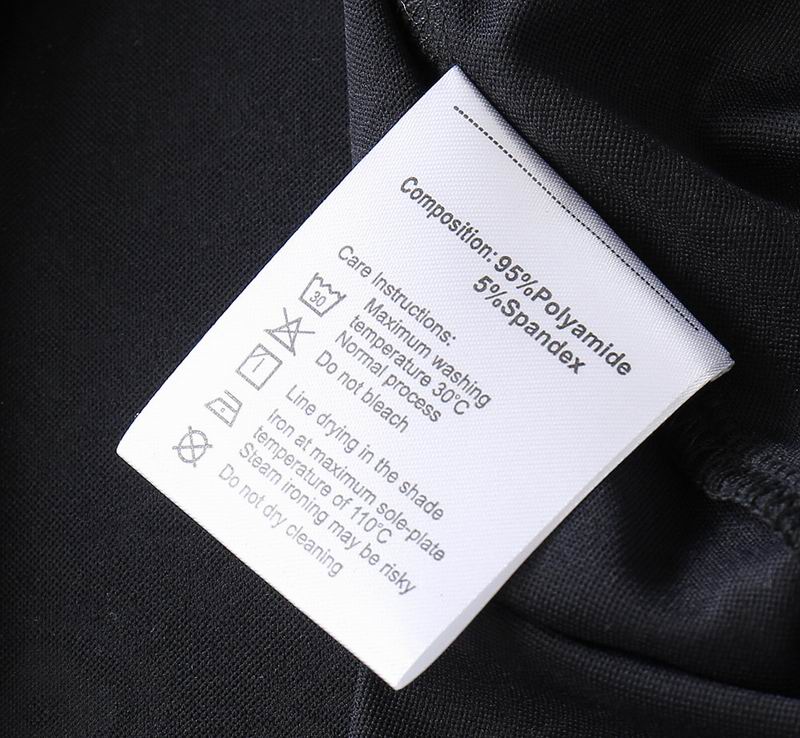 Composition: 95%Polyamide
5%Spandex
Care Instructions:
30
Maximum washing
temperature 30°C
Normal process
Do not bleach
Line drying in the shade
Iron at maximum sole-plate
temperature of 110°C
Steam ironing may be risky
Do not dry cleaning